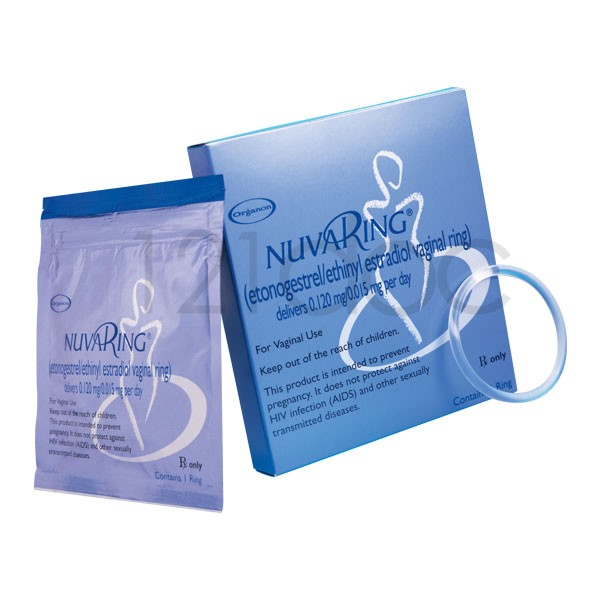 Organon
NUVARING
(etonogestrel/ethinyl estradiol vaginal ring)
delivers 0.120 mg/0.015 mg per day
For Vaginal Use
Keep out of the reach of children.
This product is intended to prevent
pregnancy. It does not protect against
HIV infection (AIDS) and other sexually
transmitted diseases.
Rx only
Contains 1 Ring
Organon
NUVARING®
(etonogestrel/ethinyl estradiol vaginal ring)
delivers 0.120 mg/0.015 mg per day
For Vaginal Use
Keep out of the reach of children.
This product is intended to prevent
pregnancy. It does not protect against
HIV infection (AIDS) and other sexually
transmitted diseases.
Rx only
Contains Ring